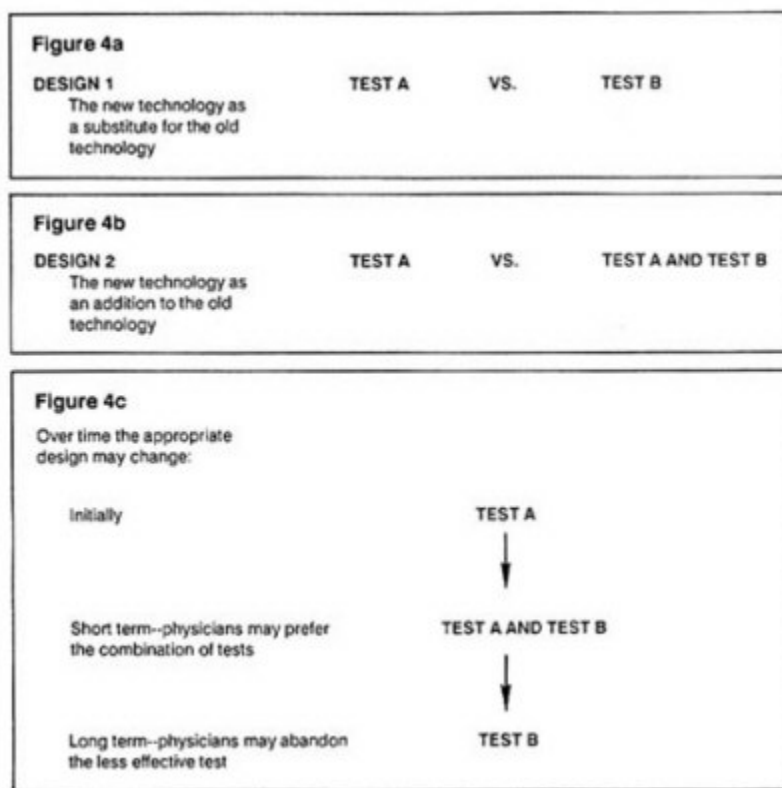 Figure 4a
DESIGN 1 TEST A VS. TEST B
The new technology as
a substitute for the old
technology
Figure 4b
DESIGN 2 TEST A VS. TEST A AND TEST B
The new technology as
an addition to the old
technology
Figure 4c
Over time the appropriate
design may change:
Initially TEST A
Short term--physicians may prefer TEST A AND TEST B
the combination of tests
Long term--physicians may abandon TEST B
the less effective test